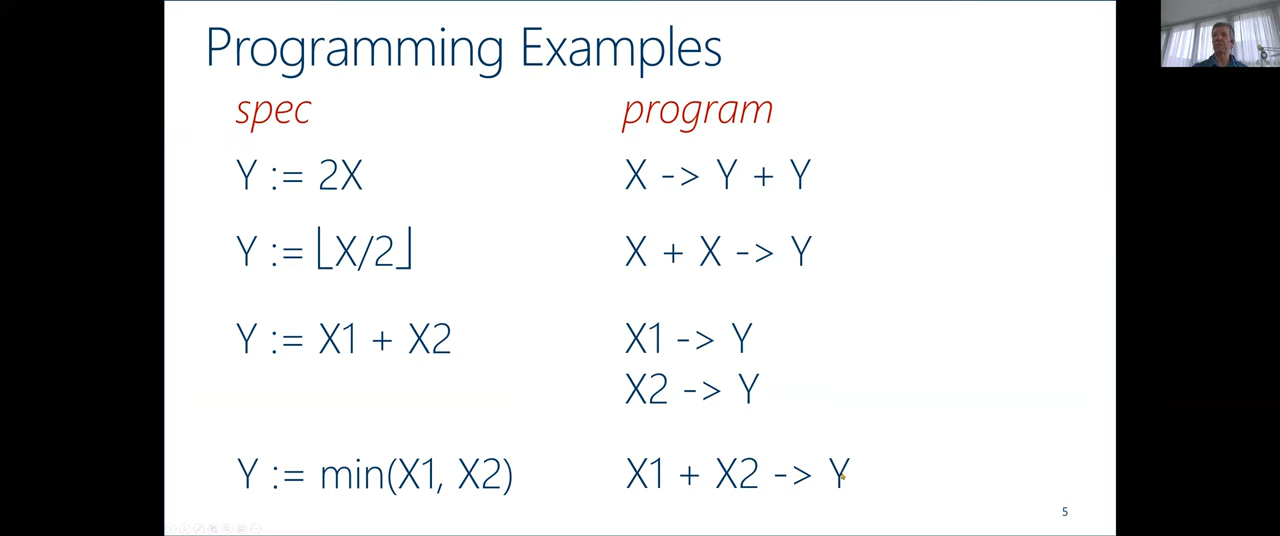 Programming Examples
spec program
Y := 2X X -> Y + Y
Y := ⌊X/2⌋ X + X -> Y
Y := X1 + X2 X1 -> Y
X2 -> Y
Y := min(X1, X2) X1 + X2 -> Y
5